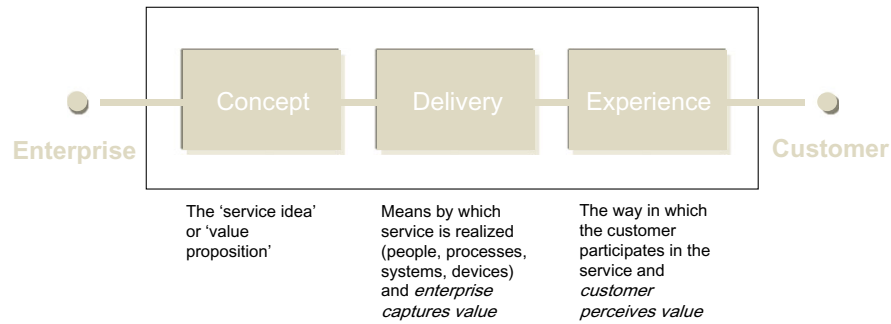 Concept
Delivery
Experience
Enterprise
Customer
The ‘service idea’
or ‘value
proposition’
Means by which
service is realized
(people, processes,
systems, devices)
and enterprise
captures value
The way in which
the customer
participates in the
service and
customer
perceives value